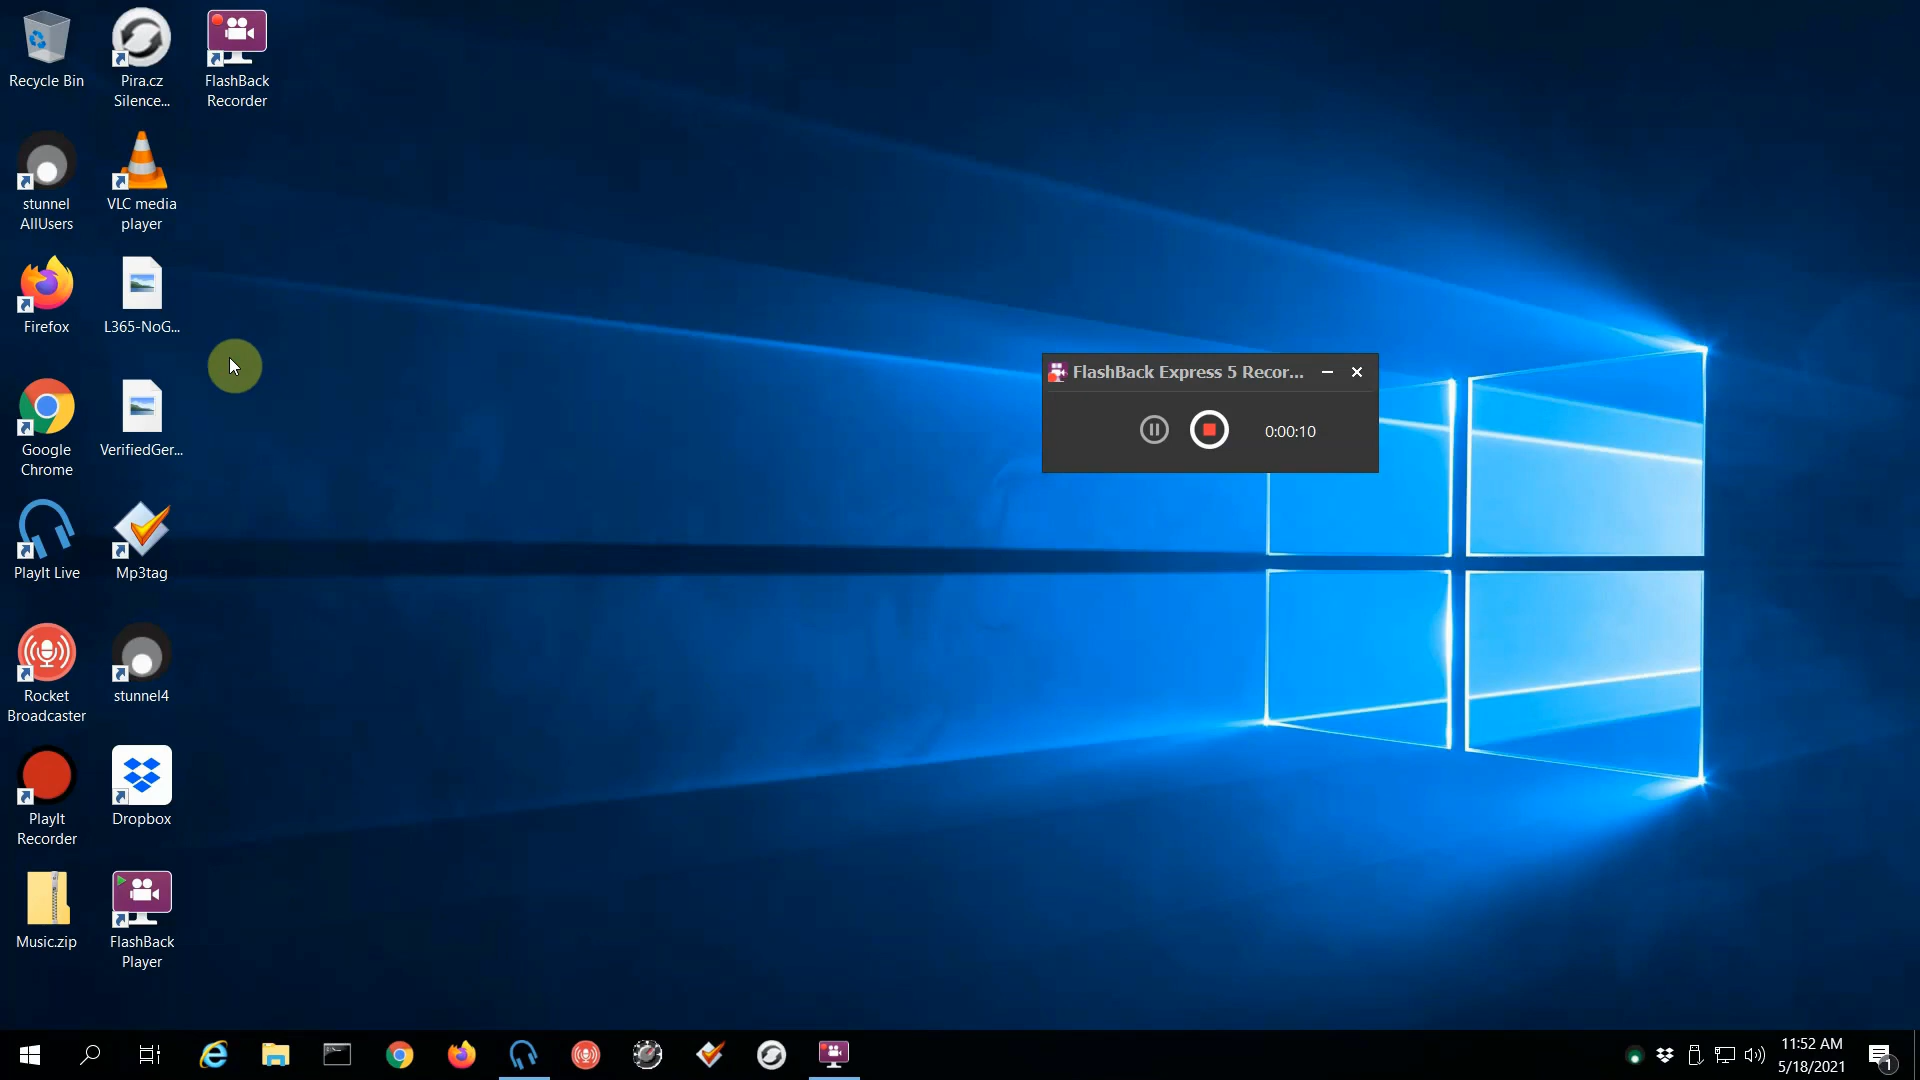 Recycle Bin
Pira.cz
Silence...
FlashBack
Recorder
stunnel
AllUsers
VLC media
player
Firefox
L365-NoG...
Google
Chrome
VerifiedGer...
PlayIt Live
Mp3tag
Rocket
Broadcaster
stunnel4
PlayIt
Recorder
Dropbox
Music.zip
FlashBack
Player
FlashBack Express 5 Recor...
0:00:10
11:52 AM
5/18/2021
1